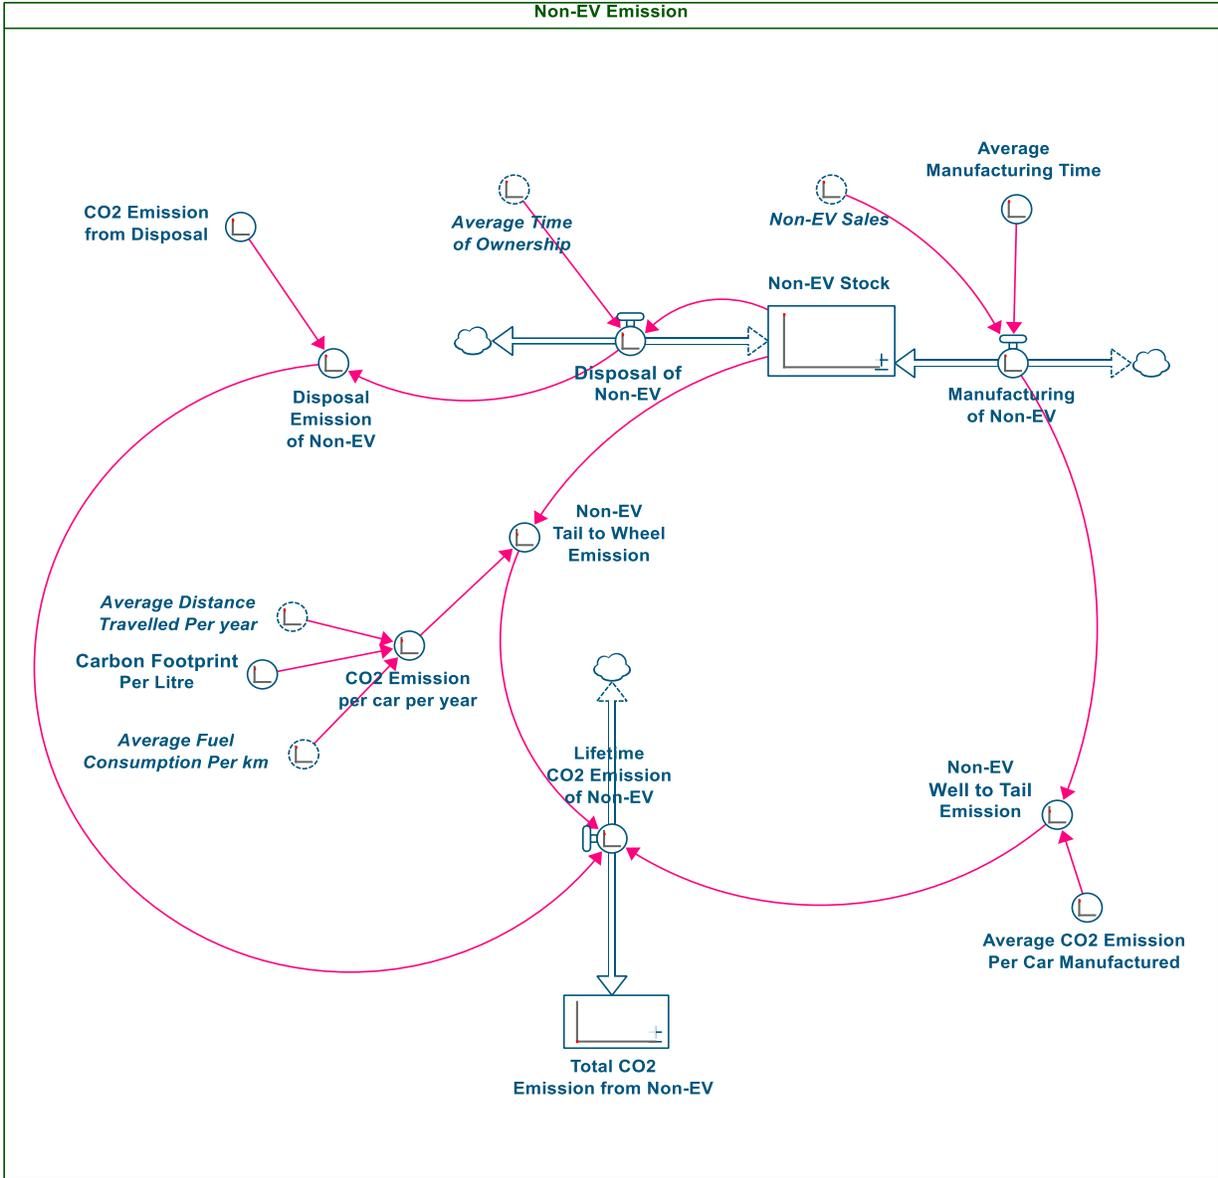 Non-EV Emission
Average
Manufacturing Time
CO2 Emission
from Disposal
Average Time
of Ownership
Non-EV Sales
Non-EV Stock
Disposal of
Non-EV
Manufacturing
of Non-EV
Disposal
Emission
of Non-EV
Non-EV
Tail to Wheel
Emission
Average Distance
Travelled Per year
Carbon Footprint
Per Litre
CO2 Emission
per car per year
Average Fuel
Consumption Per km
Lifetime
CO2 Emission
of Non-EV
Non-EV
Well to Tail
Emission
Average CO2 Emission
Per Car Manufactured
Total CO2
Emission from Non-EV